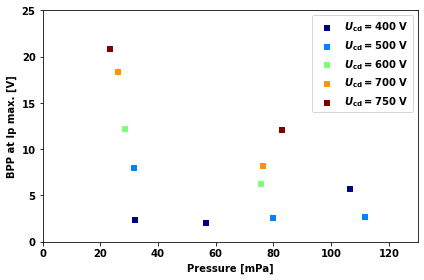 25
20
15
10
5
0
BPP at Ip max. [V]
U_cd = 400 V
U_cd = 500 V
U_cd = 600 V
U_cd = 700 V
U_cd = 750 V
0 20 40 60 80 100 120
Pressure [mPa]